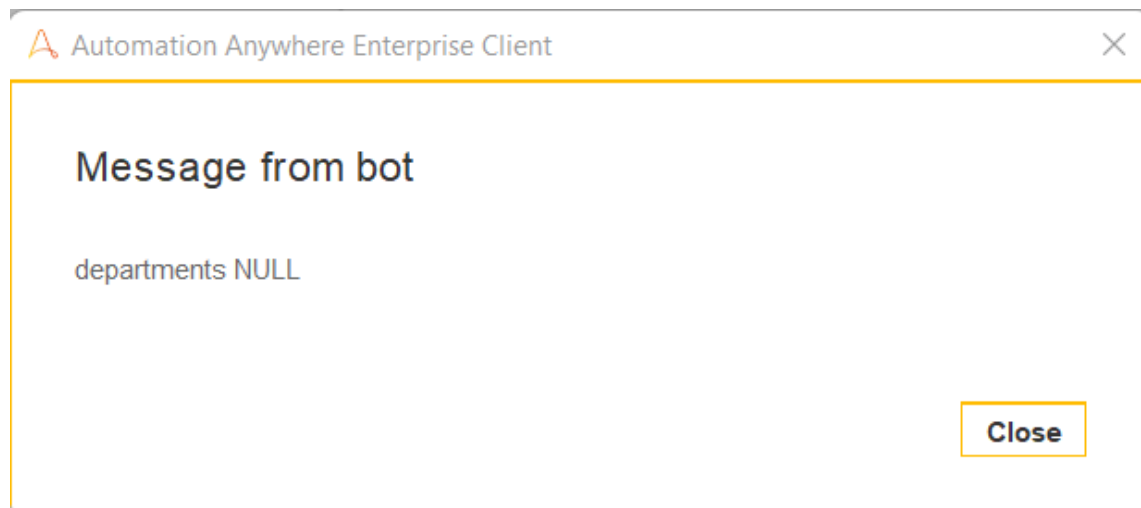 Automation Anywhere Enterprise Client
Message from bot
departments NULL
Close